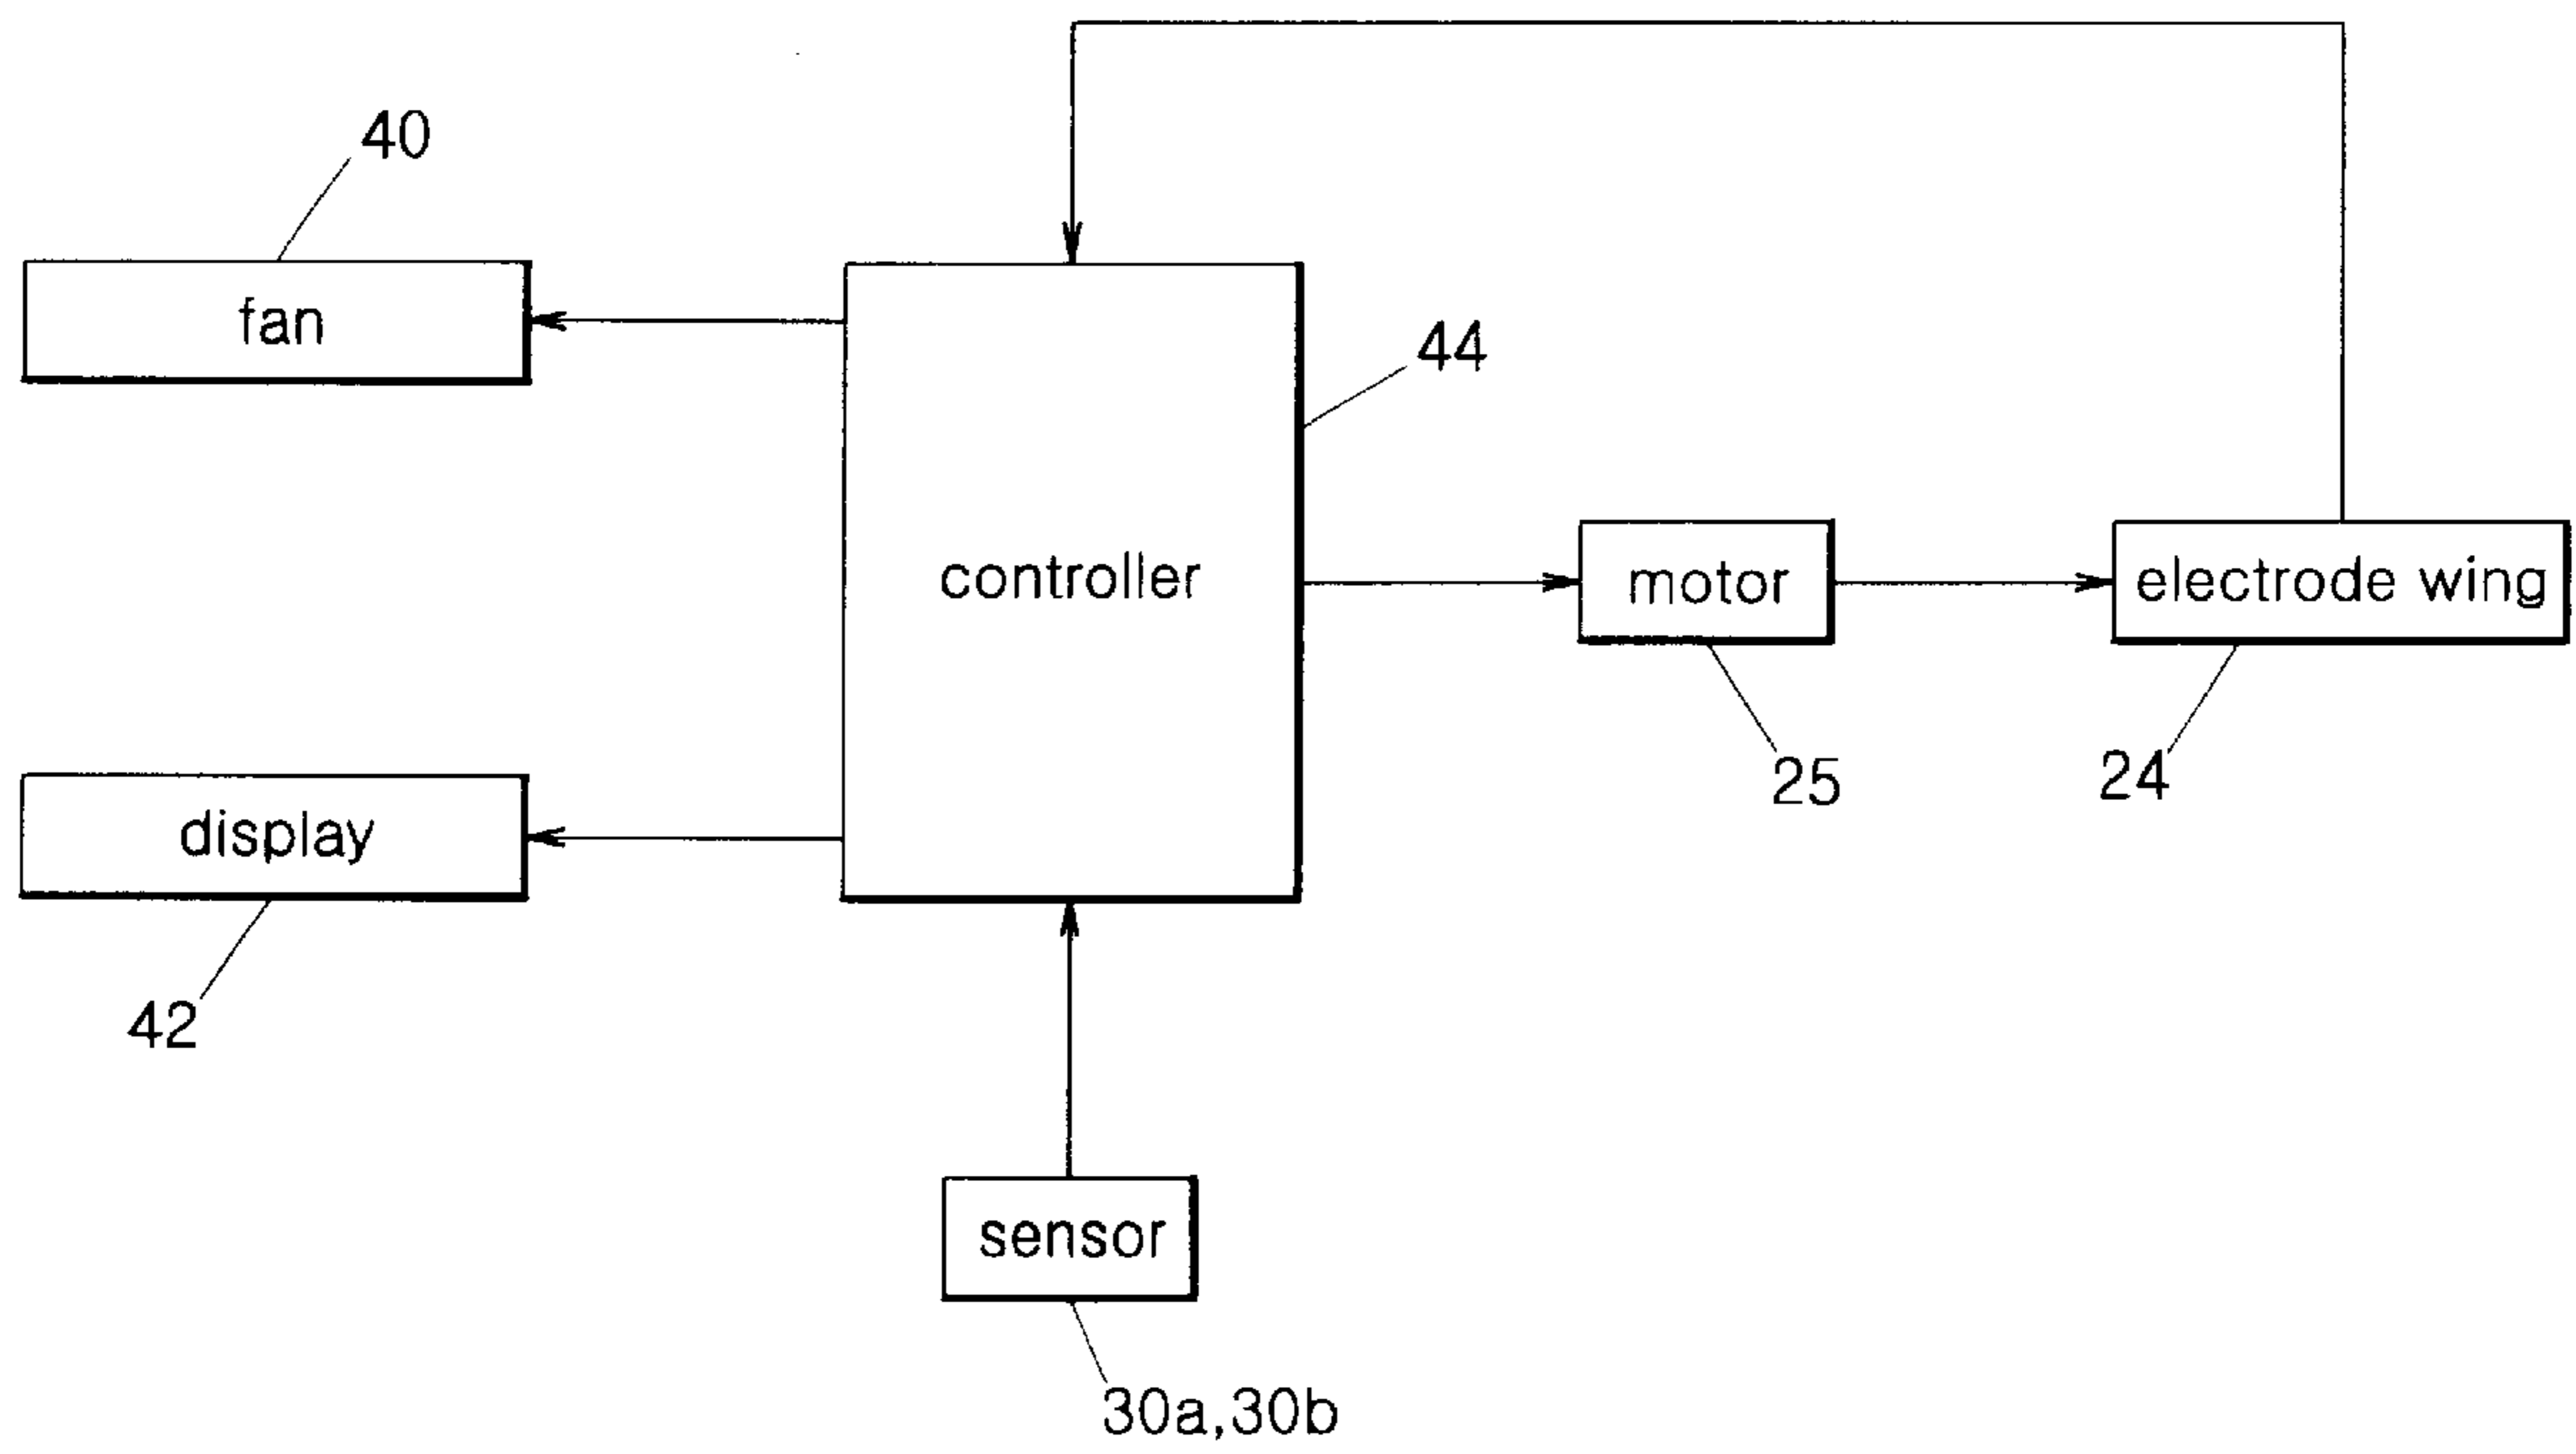 40
fan
44
controller
motor
electrode wing
25
24
display
42
sensor
30a,30b